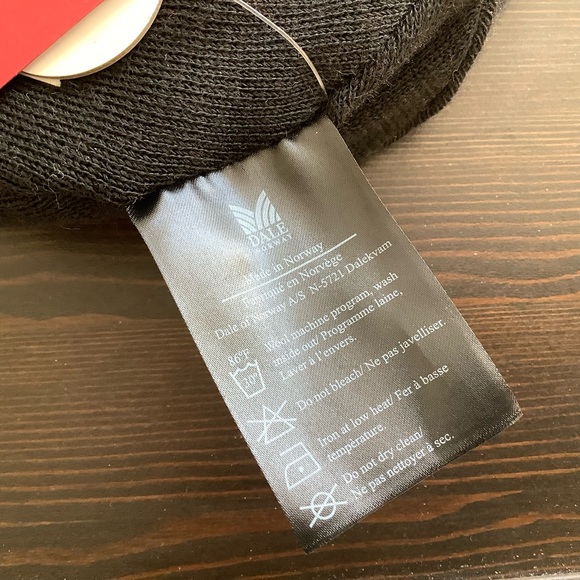 DALE
NORWAY
Made in Norway
Fabriqué en Norvège
Dale of Norway A/S N-5721 Dalekvam
86°F
30°
Wool machine program, wash
inside out/ Programme laine,
Laver à l'envers.
Do not bleach/ Ne pas javelliser.
Iron at low heat/ Fer à basse
température.
Do not dry clean/
Ne pas nettoyer à sec.